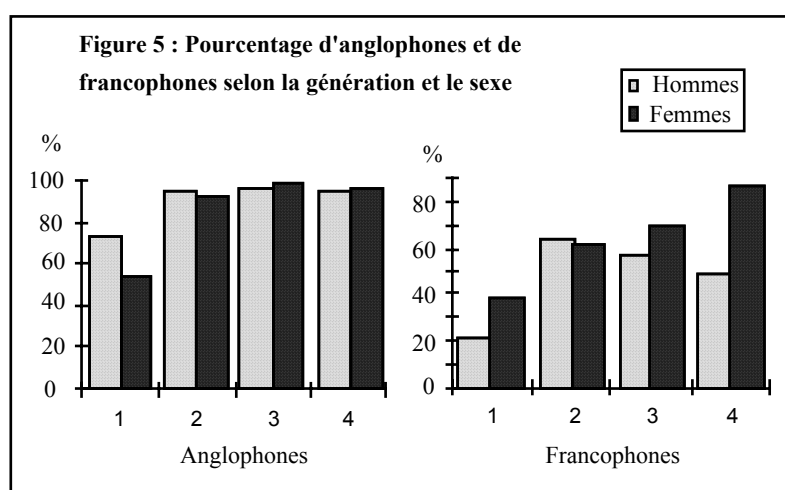 Figure 5 : Pourcentage d'anglophones et de
francophones selon la génération et le sexe
Hommes
Femmes
%
100
80
60
40
20
0
1 2 3 4
Anglophones
%
80
60
40
20
0
1 2 3 4
Francophones